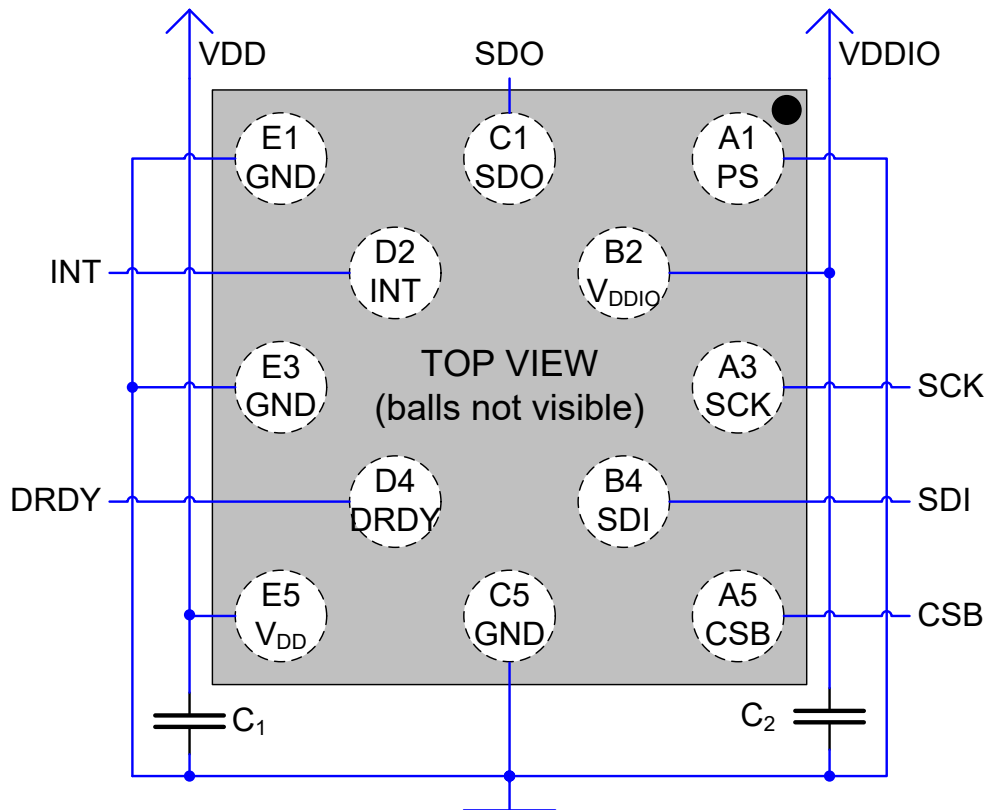 VDD
SDO
VDDIO
E1
GND
C1
SDO
A1
PS
INT
D2
INT
B2
VDDIO
E3
GND
TOP VIEW
(balls not visible)
A3
SCK
SCK
DRDY
D4
DRDY
B4
SDI
SDI
E5
VDD
C5
GND
A5
CSB
CSB
C1
C2